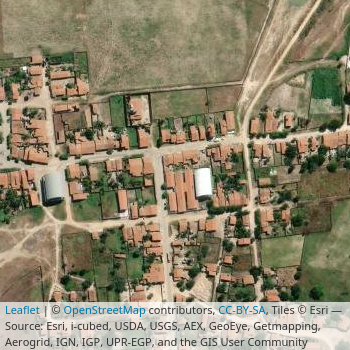 Leaflet | © OpenStreetMap contributors, CC-BY-SA, Tiles © Esri —
Source: Esri, i-cubed, USDA, USGS, AEX, GeoEye, Getmapping,
Aerogrid, IGN, IGP, UPR-EGP, and the GIS User Community